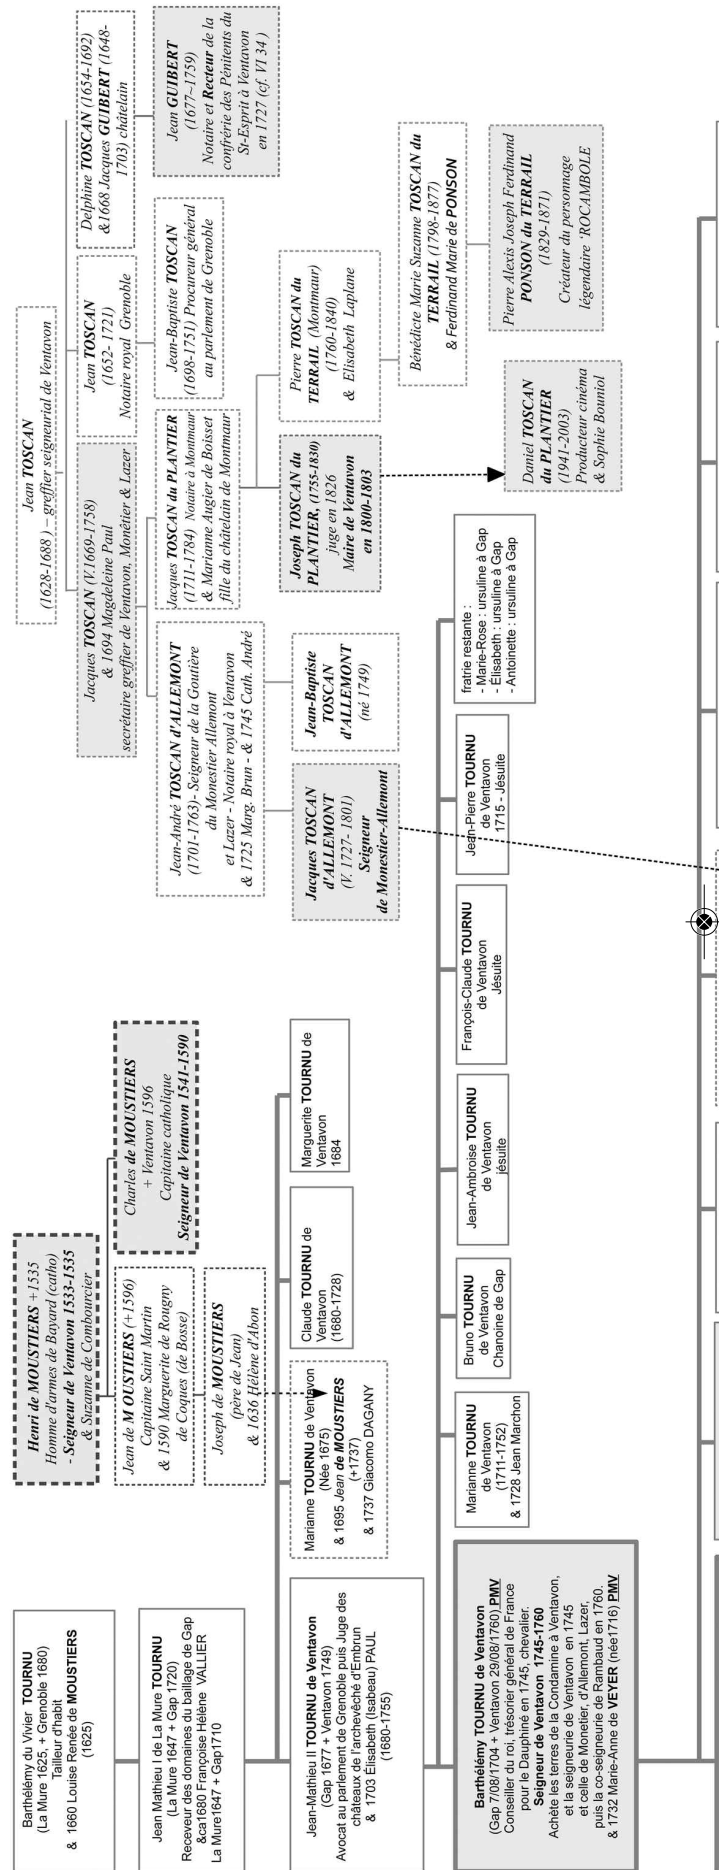 Barthélémy du Vivier TOURNU
(La Mure 1625, + Grenoble 1680)
Tailleur d'habit
& 1660 Louise Renée de MOUSTIERS
(1625)
Henri de MOUSTIERS +1535
Homme d'armes de Bayard (catho)
- Seigneur de Ventavon 1533-1535
& Suzanne de Combourcier
Jean TOSCAN
(1628-1688 ) – greffier seigneurial de Ventavon
Jean Mathieu I de La Mure TOURNU
(La Mure 1647 + Gap 1720)
Receveur des domaines du baillage de Gap
&ca1680 Françoise Hélène VALLIER
La Mure1647 + Gap1710
Jean de MOUSTIERS (+1596)
Capitaine Saint Martin
& 1590 Marguerite de Rougny
de Coques (de Bosse)
Charles de MOUSTIERS
+ Ventavon 1596
Capitaine catholique
Seigneur de Ventavon 1541-1590
Jacques TOSCAN (V.1669-1758)
& 1694 Magdeleine Paul
secrétaire greffier de Ventavon, Monêtier & Lazer
Jean TOSCAN
(1652- 1721)
Notaire royal Grenoble
Delphine TOSCAN (1654-1692)
&1668 Jacques GUIBERT (1648-
1703) châtelain
Joseph de MOUSTIERS
(père de Jean)
& 1636 Hélène d'Abon
Jean-André TOSCAN d'ALLEMONT
(1701-1763)- Seigneur de la Goutière
du Monestier Allemont
et Lazer - Notaire royal à Ventavon
& 1725 Marg. Brun - & 1745 Cath. André
Jacques TOSCAN du PLANTIER
(1711-1784) Notaire à Montmaur
& Marianne Augier de Boisset
fille du châtelain de Montmaur
Jean-Baptiste TOSCAN
(1698-1751) Procureur général
au parlement de Grenoble
Jean GUIBERT
(1677–1759)
Notaire et Recteur de la
confrérie des Pénitents du
St-Esprit à Ventavon
en 1727 (cf. VI 34 )
Jean-Mathieu II TOURNU de Ventavon
(Gap 1677 + Ventavon 1749)
Avocat au parlement de Grenoble puis Juge des
châteaux de l'archevêché d'Embrun
& 1703 Élisabeth (Isabeau) PAUL
(1680-1755)
Marianne TOURNU de Ventavon
(Née 1675)
& 1695 Jean de MOUSTIERS
(+1737)
& 1737 Giacomo DAGANY
Claude TOURNU de
Ventavon
(1680-1728)
Marguerite TOURNU de
Ventavon
1684
Jacques TOSCAN
d'ALLEMONT
(V. 1727- 1801)
Seigneur
de Monestier-Allemont
Jean-Baptiste
TOSCAN
d'ALLEMONT
(né 1749)
Joseph TOSCAN du
PLANTIER, (1755-1830)
juge en 1826
Maire de Ventavon
en 1800-1803
Pierre TOSCAN du
TERRAIL (Montmaur)
(1760-1840)
& Elisabeth Laplane
Bénédicte Marie Suzanne TOSCAN du
TERRAIL (1798-1877)
& Ferdinand Marie de PONSON
Barthélémy TOURNU de Ventavon
(Gap 7/08/1704 + Ventavon 29/08/1760) PMV
Conseiller du roi, trésorier général de France
pour le Dauphiné en 1745, chevalier.
Seigneur de Ventavon 1745-1760
Achète les terres de la Condamine à Ventavon,
et la seigneurie de Ventavon en 1745
et celle de Monetier, d'Allemont, Lazer,
puis la co-seigneurie de Rambaud en 1760.
& 1732 Marie-Anne de VEYER (née1716) PMV
Marianne TOURNU
de Ventavon
(1711-1752)
& 1728 Jean Marchon
Bruno TOURNU
de Ventavon
Chanoine de Gap
Jean-Ambroise TOURNU
de Ventavon
jésuite
François-Claude TOURNU
de Ventavon
Jésuite
Jean-Pierre TOURNU
de Ventavon
1715 - Jésuite
fratrie restante :
- Marie-Rose : ursuline à Gap
- Élisabeth : ursuline à Gap
- Antoinette : ursuline à Gap
Daniel TOSCAN
du PLANTIER
(1941-2003)
Producteur cinéma
& Sophie Bouniol
Pierre Alexis Joseph Ferdinand
PONSON du TERRAIL
(1829-1871)
Créateur du personnage
légendaire 'ROCAMBOLE